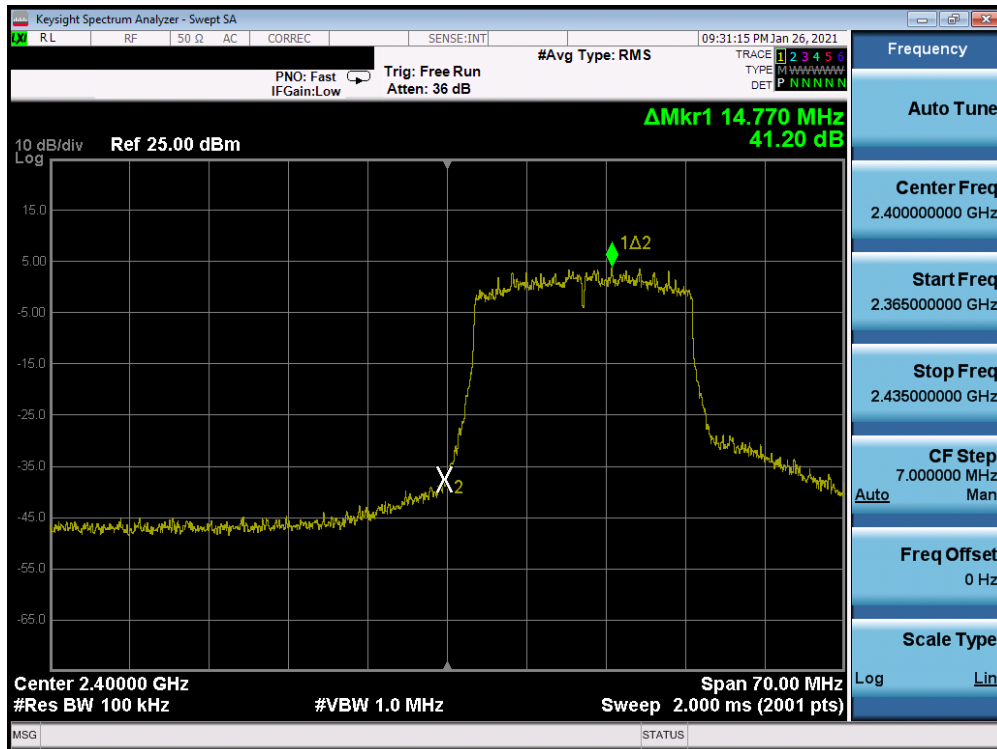 Keysight Spectrum Analyzer - Swept SA
LXI RL RF 50 Ω AC CORREC SENSE:INT 09:31:15 PM Jan 26, 2021
#Avg Type: RMS
TRACE 1 2 3 4 5 6
PNO: Fast Trig: Free Run
TYPE M WWWWW
IFGain:Low Atten: 36 dB
DET P N N N N N
ΔMkr1 14.770 MHz
41.20 dB
10 dB/div Ref 25.00 dBm
Log
15.0
5.00
-5.00
-15.0
-25.0
-35.0
-45.0
-55.0
-65.0
1Δ2
X2
Center 2.40000 GHz Span 70.00 MHz
#Res BW 100 kHz #VBW 1.0 MHz Sweep 2.000 ms (2001 pts)
MSG STATUS
Frequency
Auto Tune
Center Freq
2.400000000 GHz
Start Freq
2.365000000 GHz
Stop Freq
2.435000000 GHz
CF Step
7.000000 MHz
Auto Man
Freq Offset
0 Hz
Scale Type
Log Lin